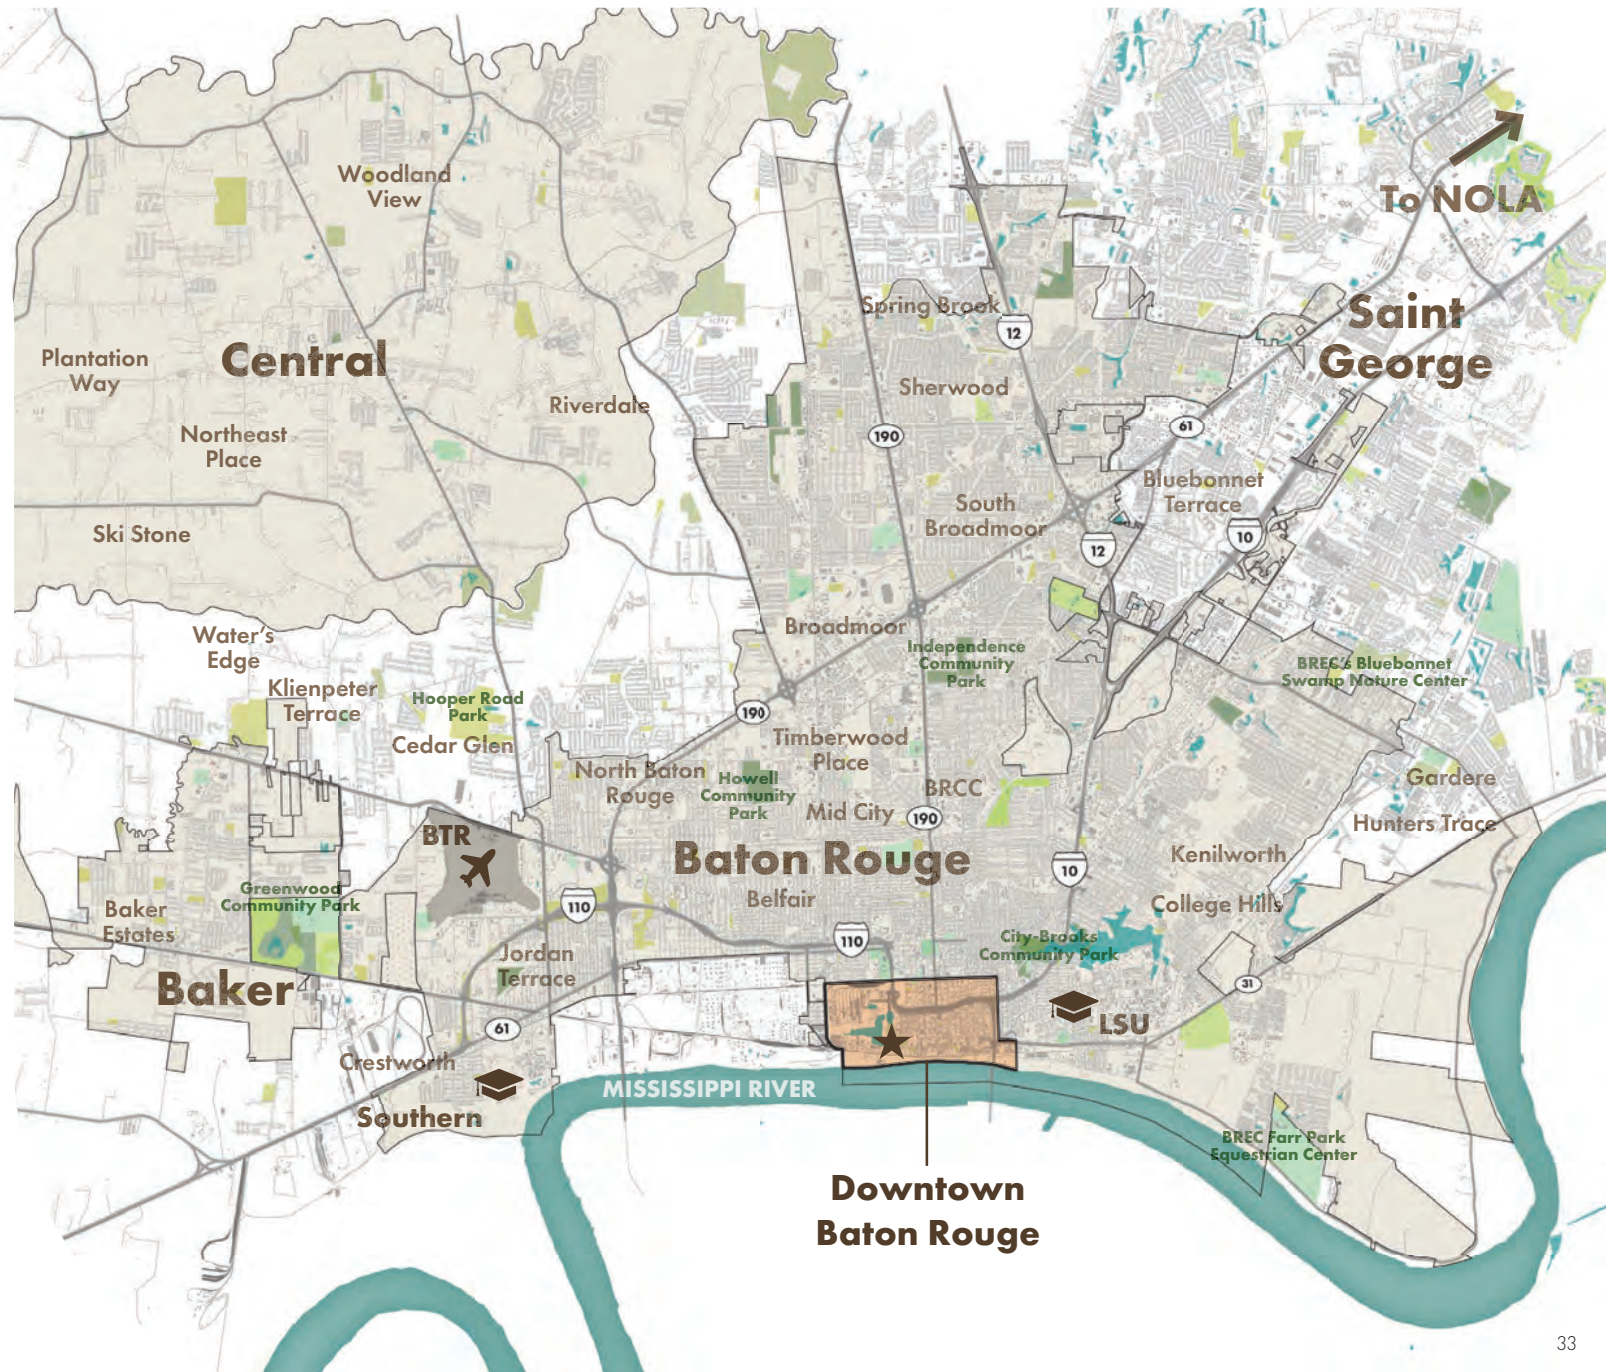 Woodland
View
To NOLA
Spring Brook
12
Saint
George
Plantation
Way
Central
Sherwood
Riverdale
190
61
Northeast
Place
Bluebonnet
Terrace
South
Broadmoor
Ski Stone
12
10
Water's
Edge
Broadmoor
Independence
Community
Park
BREC's Bluebonnet
Swamp Nature Center
Klienpeter
Terrace
Hooper Road
Park
190
Cedar Glen
Timberwood
Place
North Baton
Rouge
Howell
Community
Park
BRCC
Gardere
Mid City
190
Hunters Trace
BTR
Baton Rouge
Kenilworth
10
Greenwood
Community Park
Belfair
College Hills
Baker
Estates
110
110
City-Brooks
Community Park
Jordan
Terrace
Baker
31
LSU
61
Crestworth
MISSISSIPPI RIVER
Southern
BREC Farr Park
Equestrian Center
Downtown
Baton Rouge
33